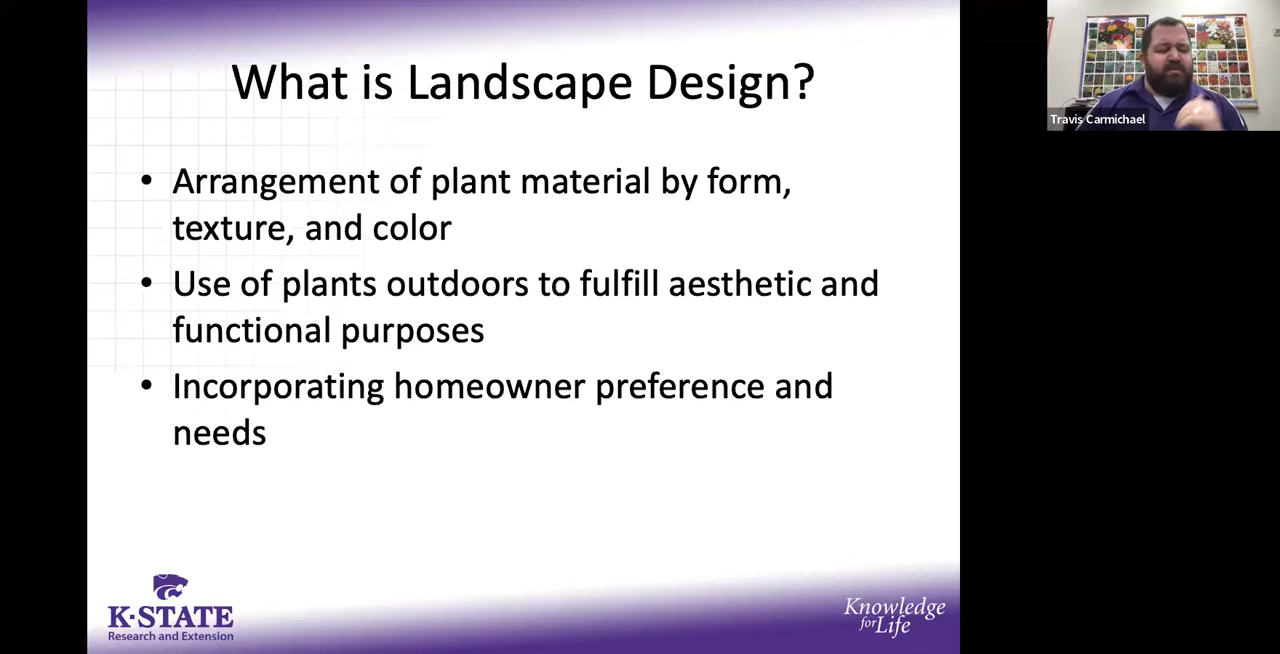 What is Landscape Design?
• Arrangement of plant material by form,
texture, and color
• Use of plants outdoors to fulfill aesthetic and
functional purposes
• Incorporating homeowner preference and
needs
K-STATE
Research and Extension
Knowledge
for Life
Travis Carmichael